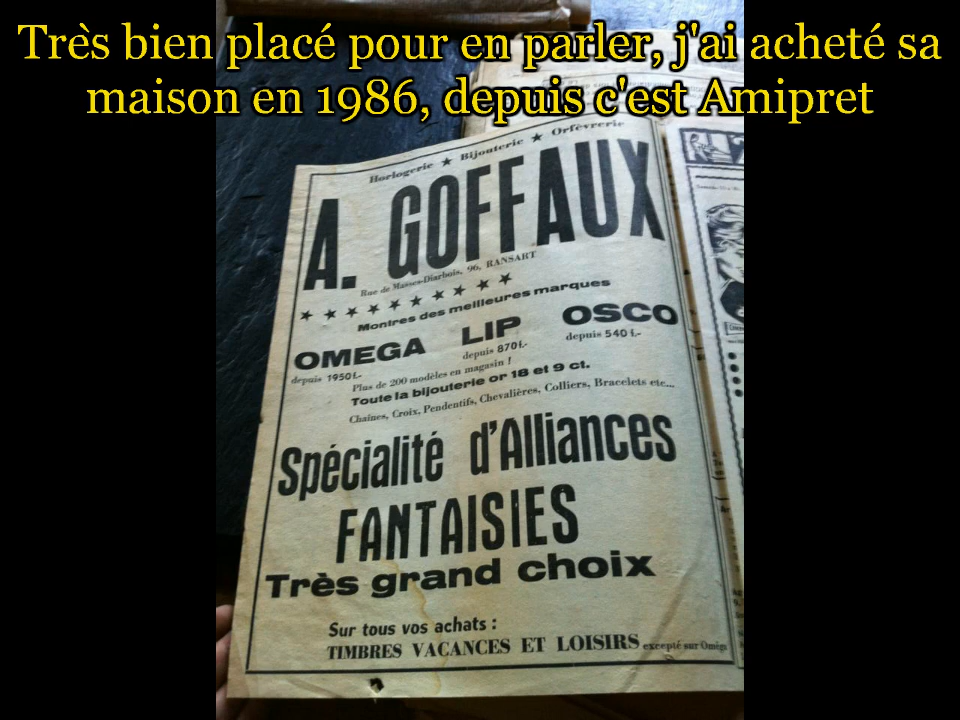 Très bien placé pour en parler, j'ai acheté sa
maison en 1986, depuis c'est Amipret
Horlogerie ★ Bijouterie ★ Orfèvrerie
A. GOFFAUX
Rue de Masses-Diarbois, 96, RANSART
★ ★ ★ ★ ★ ★ ★ ★ ★ ★
Montres des meilleures marques
OMEGA LIP OSCO
depuis 1950 f.- depuis 870 f.- depuis 540 f.-
Plus de 200 modèles en magasin !
Toute la bijouterie or 18 et 9 ct.
Chaînes, Croix, Pendentifs, Chevalières, Colliers, Bracelets etc...
Spécialité d'Alliances
FANTAISIES
Très grand choix
Sur tous vos achats :
TIMBRES VACANCES ET LOISIRS excepté sur Oméga